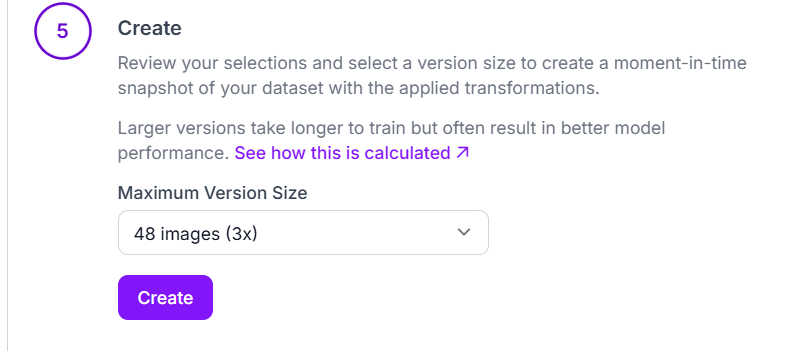 5
Create
Review your selections and select a version size to create a moment-in-time
snapshot of your dataset with the applied transformations.
Larger versions take longer to train but often result in better model
performance. See how this is calculated ↗
Maximum Version Size
48 images (3x)
Create